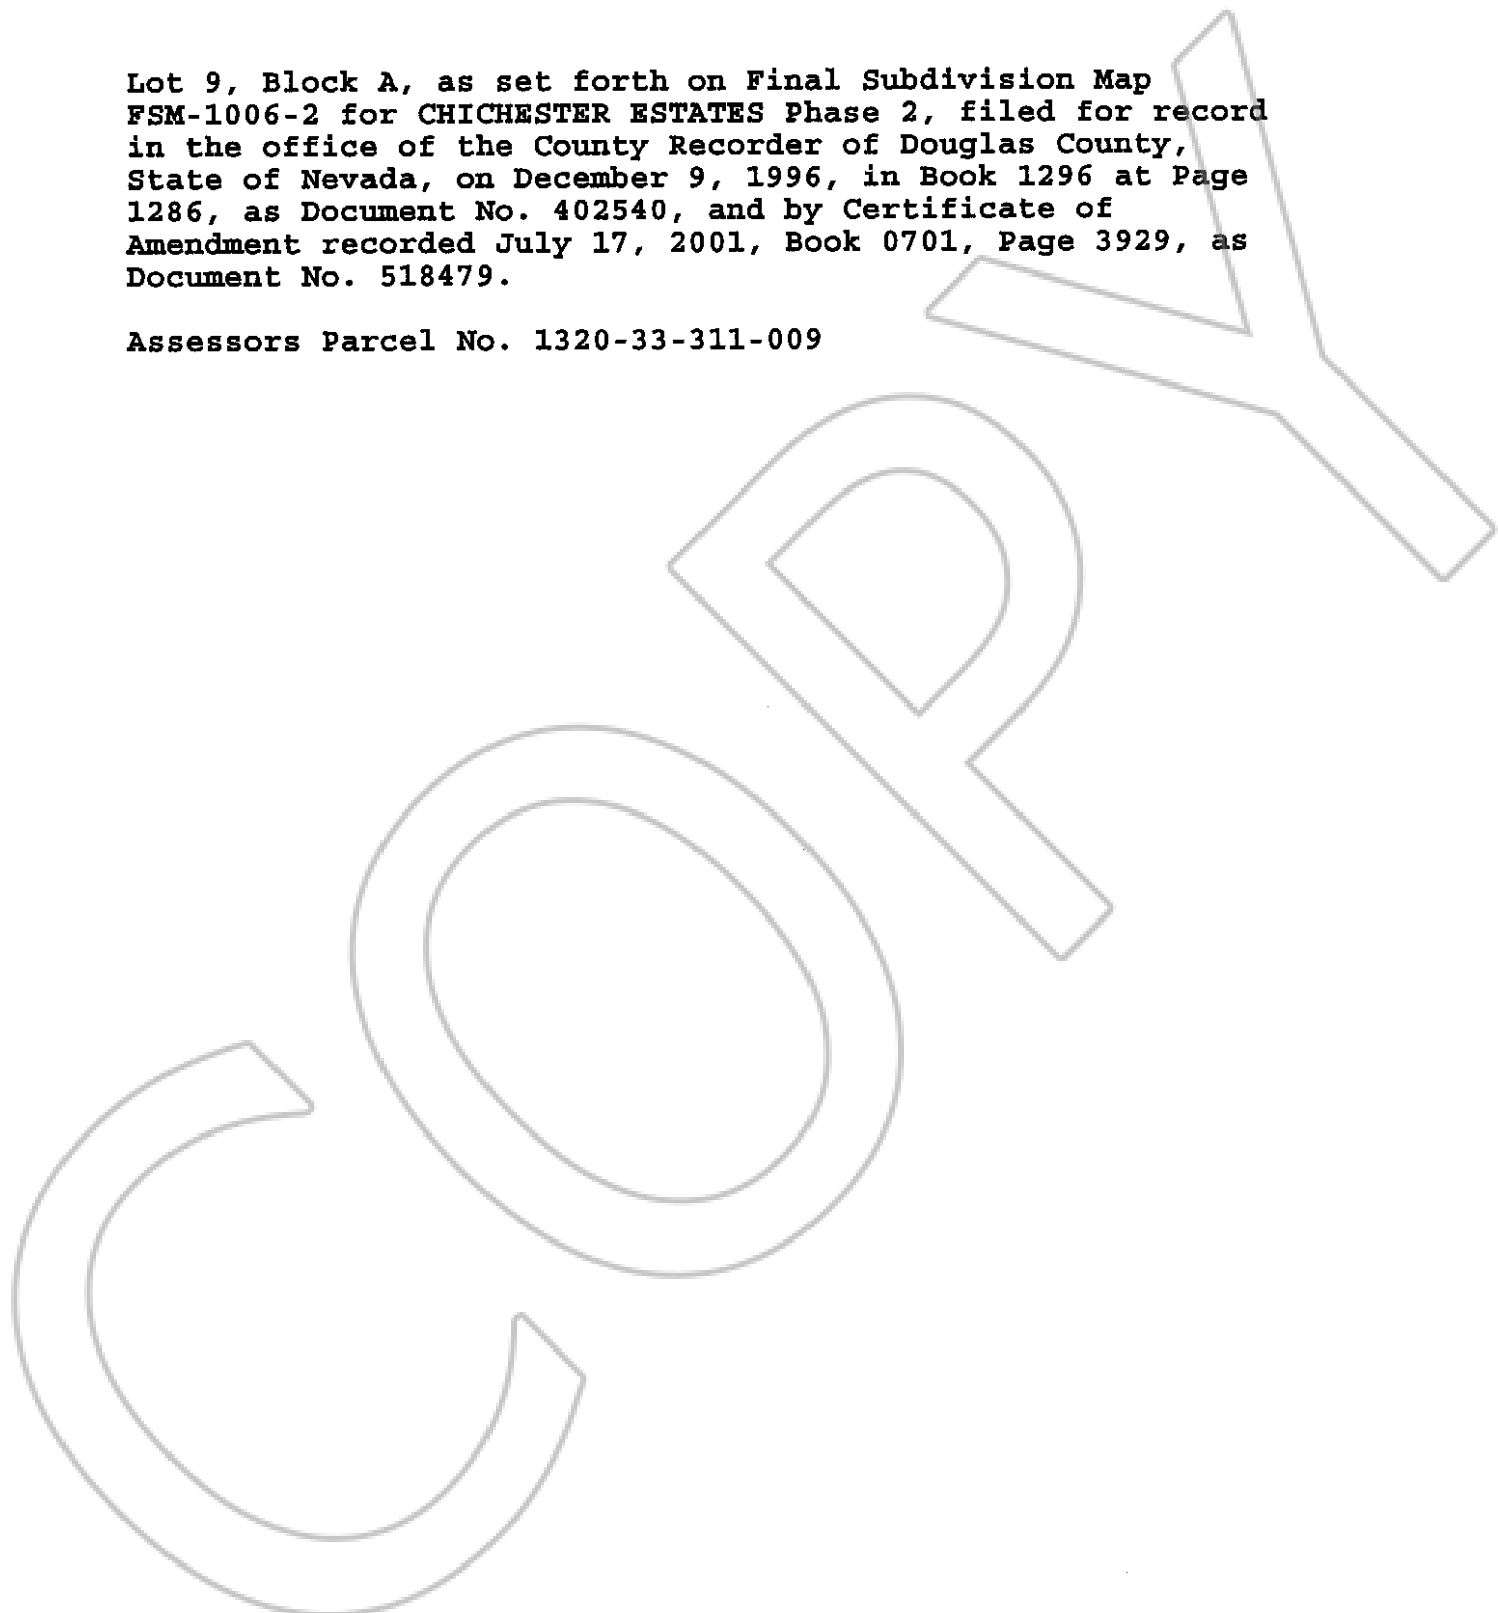 Lot 9, Block A, as set forth on Final Subdivision Map
FSM-1006-2 for CHICHESTER ESTATES Phase 2, filed for record
in the office of the County Recorder of Douglas County,
State of Nevada, on December 9, 1996, in Book 1296 at Page
1286, as Document No. 402540, and by Certificate of
Amendment recorded July 17, 2001, Book 0701, Page 3929, as
Document No. 518479.
Assessors Parcel No. 1320-33-311-009
COPY